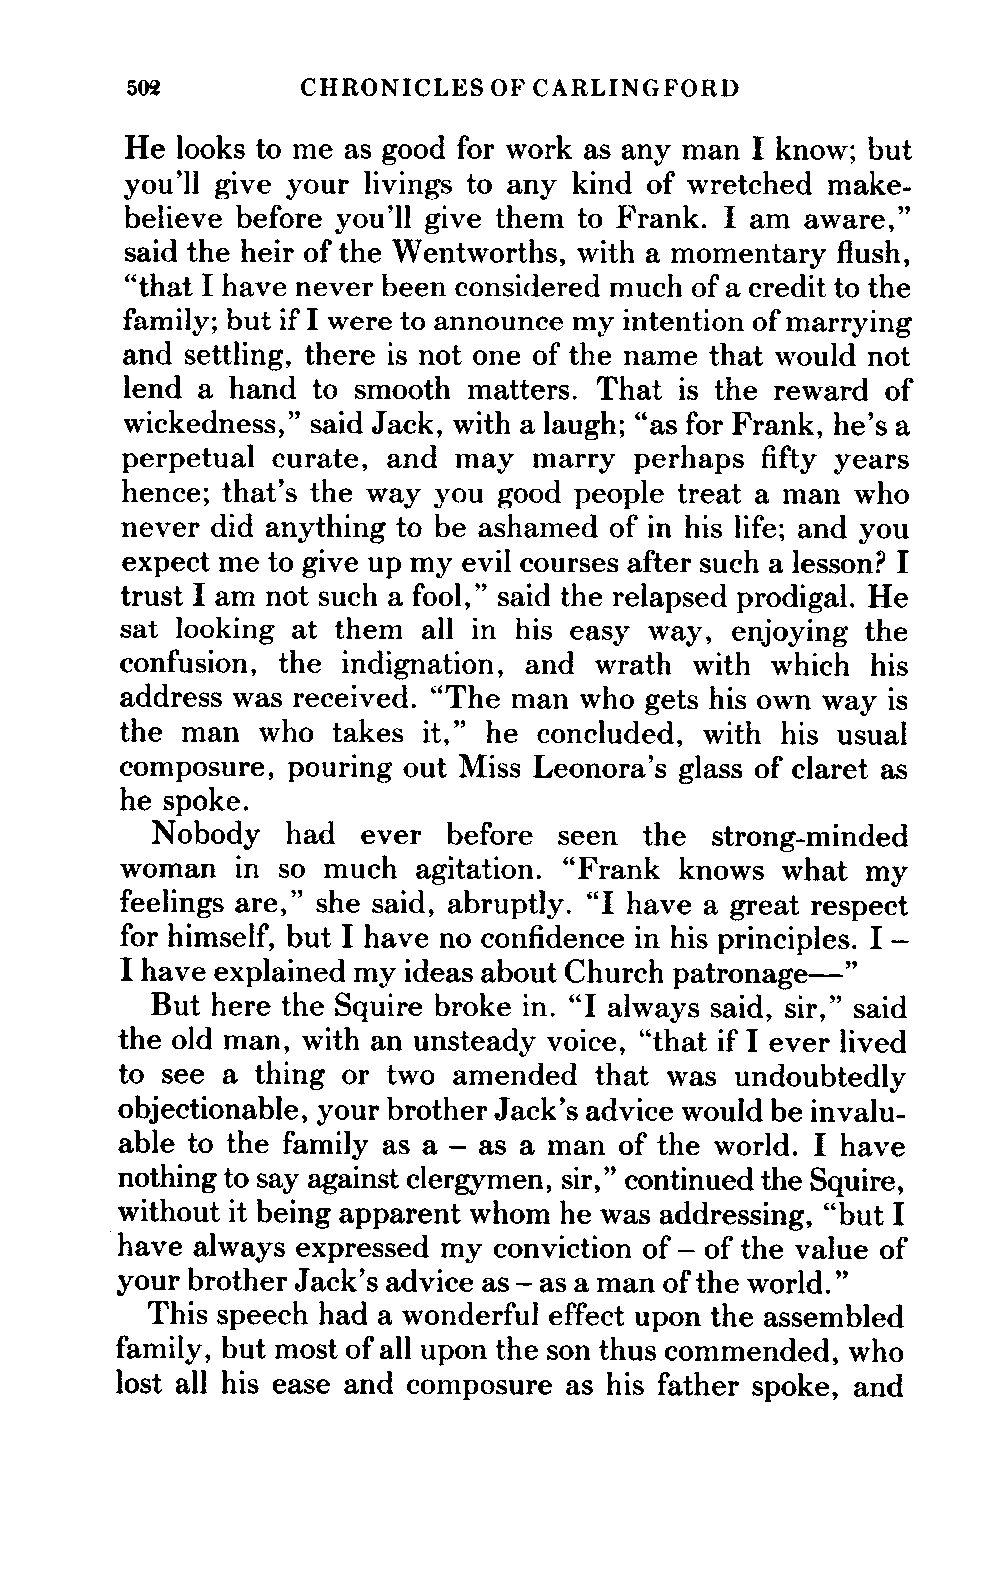 502 CHRONICLES OF CARLINGFORD
He looks to me as good for work as any man I know; but
you'll give your livings to any kind of wretched make-
believe before you'll give them to Frank. I am aware,”
said the heir of the Wentworths, with a momentary flush,
“that I have never been considered much of a credit to the
family; but if I were to announce my intention of marrying
and settling, there is not one of the name that would not
lend a hand to smooth matters. That is the reward of
wickedness,” said Jack, with a laugh; “as for Frank, he's a
perpetual curate, and may marry perhaps fifty years
hence; that's the way you good people treat a man who
never did anything to be ashamed of in his life; and you
expect me to give up my evil courses after such a lesson? I
trust I am not such a fool,” said the relapsed prodigal. He
sat looking at them all in his easy way, enjoying the
confusion, the indignation, and wrath with which his
address was received. “The man who gets his own way is
the man who takes it,” he concluded, with his usual
composure, pouring out Miss Leonora's glass of claret as
he spoke.
Nobody had ever before seen the strong-minded
woman in so much agitation. “Frank knows what my
feelings are,” she said, abruptly. “I have a great respect
for himself, but I have no confidence in his principles. I –
I have explained my ideas about Church patronage—”
But here the Squire broke in. “I always said, sir,” said
the old man, with an unsteady voice, “that if I ever lived
to see a thing or two amended that was undoubtedly
objectionable, your brother Jack's advice would be invalu-
able to the family as a – as a man of the world. I have
nothing to say against clergymen, sir,” continued the Squire,
without it being apparent whom he was addressing, “but I
have always expressed my conviction of – of the value of
your brother Jack's advice as – as a man of the world.”
This speech had a wonderful effect upon the assembled
family, but most of all upon the son thus commended, who
lost all his ease and composure as his father spoke, and